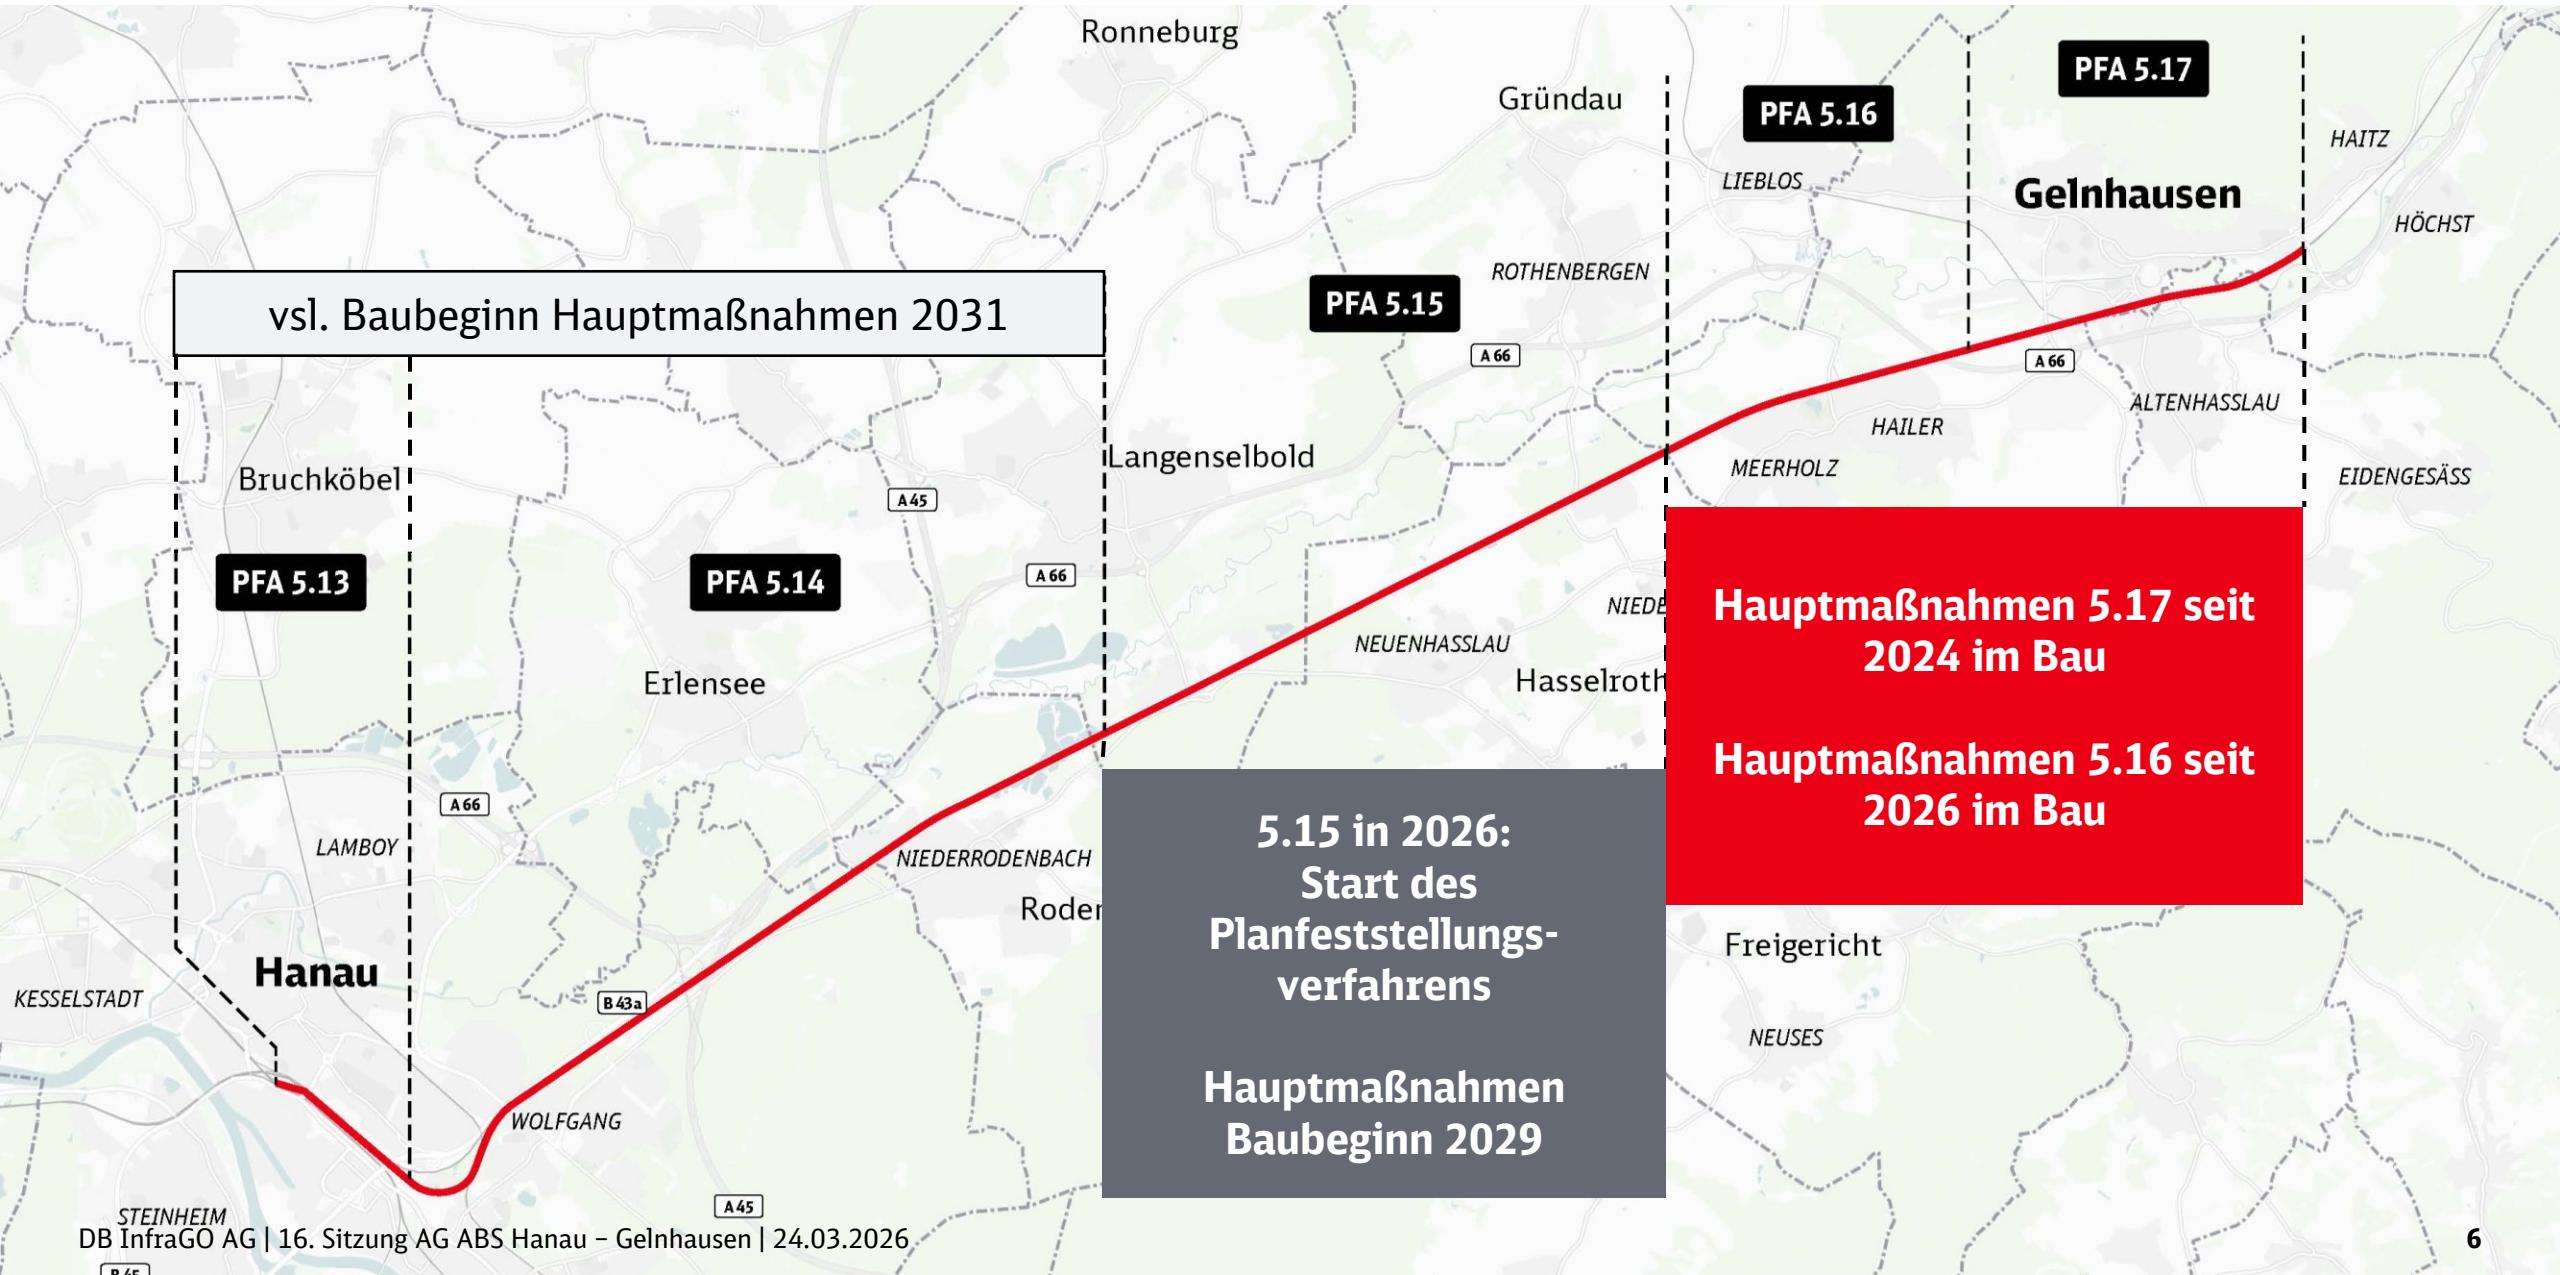 Ronneburg
PFA 5.17
Gründau
PFA 5.16
HAITZ
LIEBLOS
Gelnhausen
HÖCHST
ROTHENBERGEN
vsl. Baubeginn Hauptmaßnahmen 2031
PFA 5.15
A 66
A 66
ALTENHASSLAU
HAILER
Langenselbold
MEERHOLZ
EIDENGESÄSS
Bruchköbel
A 45
PFA 5.13
PFA 5.14
A 66
NIEDE
NEUENHASSLAU
Erlensee
Hasselroth
Hauptmaßnahmen 5.17 seit
2024 im Bau
Hauptmaßnahmen 5.16 seit
2026 im Bau
A 66
LAMBOY
NIEDERRODENBACH
Roder
5.15 in 2026:
Start des
Planfeststellungs-
verfahrens
Hauptmaßnahmen
Baubeginn 2029
Freigericht
Hanau
KESSELSTADT
B 43a
NEUSES
WOLFGANG
A 45
STEINHEIM
DB InfraGO AG | 16. Sitzung AG ABS Hanau – Gelnhausen | 24.03.2026
6